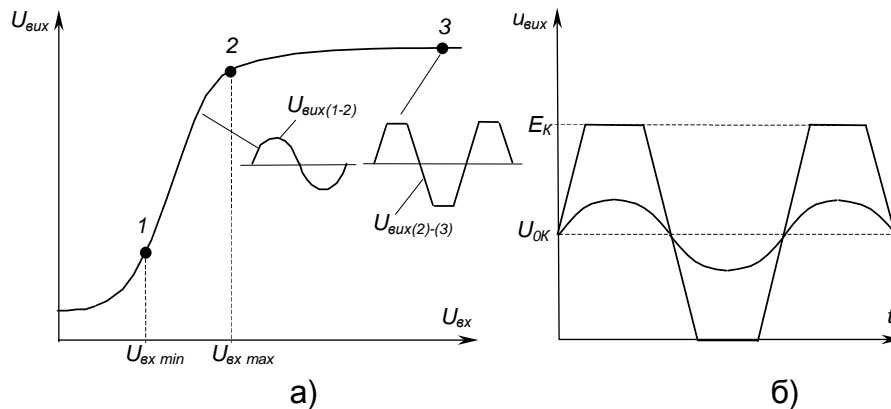 Uвих
3
uвих
2
Uвих(1-2)
EК
1
Uвих(2)-(3)
U0К
Uвх
t
Uвх min
Uвх max
а)
б)